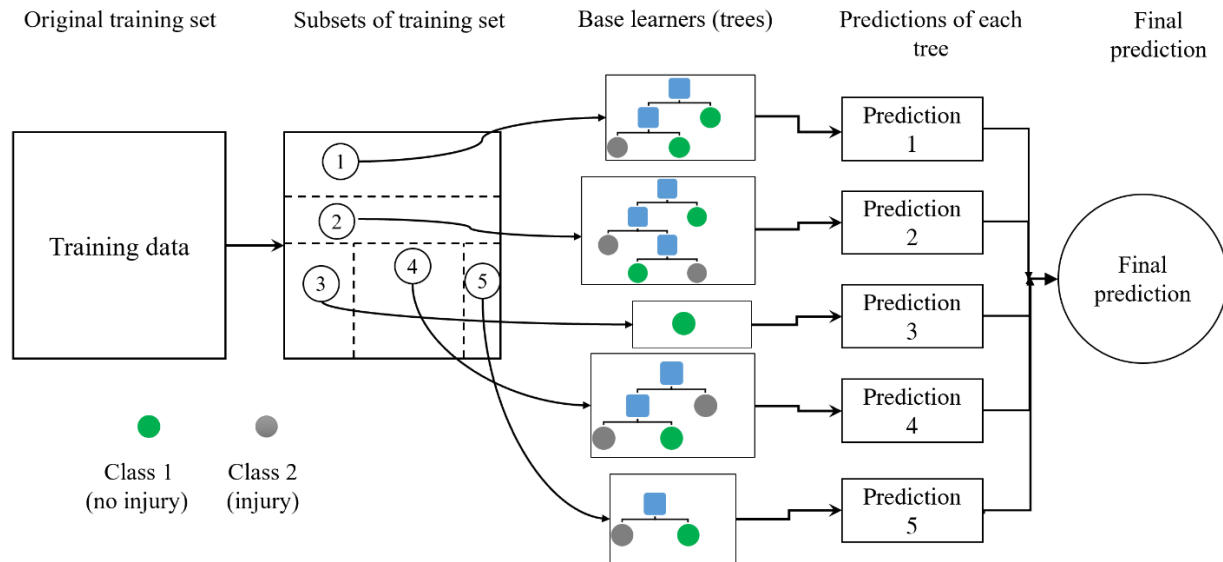 Original training set
Subsets of training set
Base learners (trees)
Predictions of each
tree
Final
prediction
Training data
1
2
3
4
5
Prediction
1
Prediction
2
Prediction
3
Prediction
4
Prediction
5
Final
prediction
Class 1
(no injury)
Class 2
(injury)